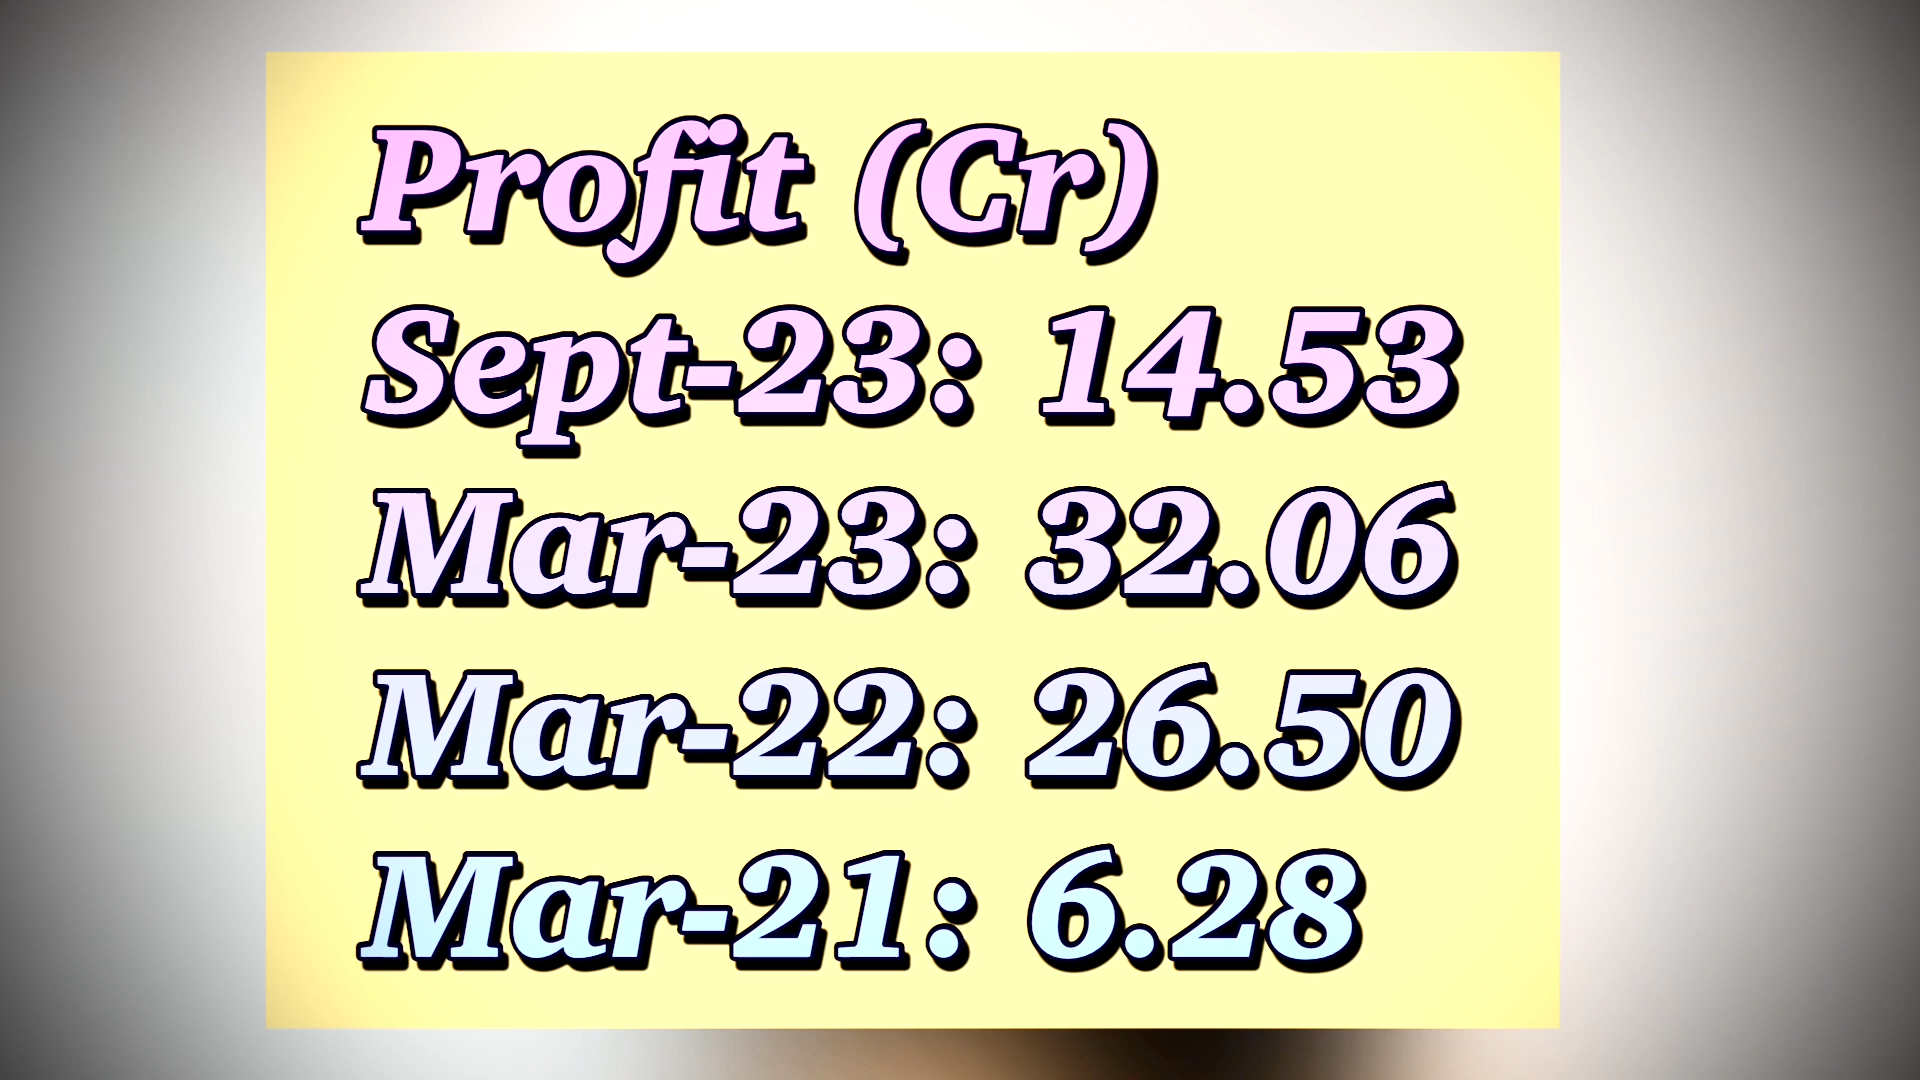 Profit (Cr)
Sept-23: 14.53
Mar-23: 32.06
Mar-22: 26.50
Mar-21: 6.28